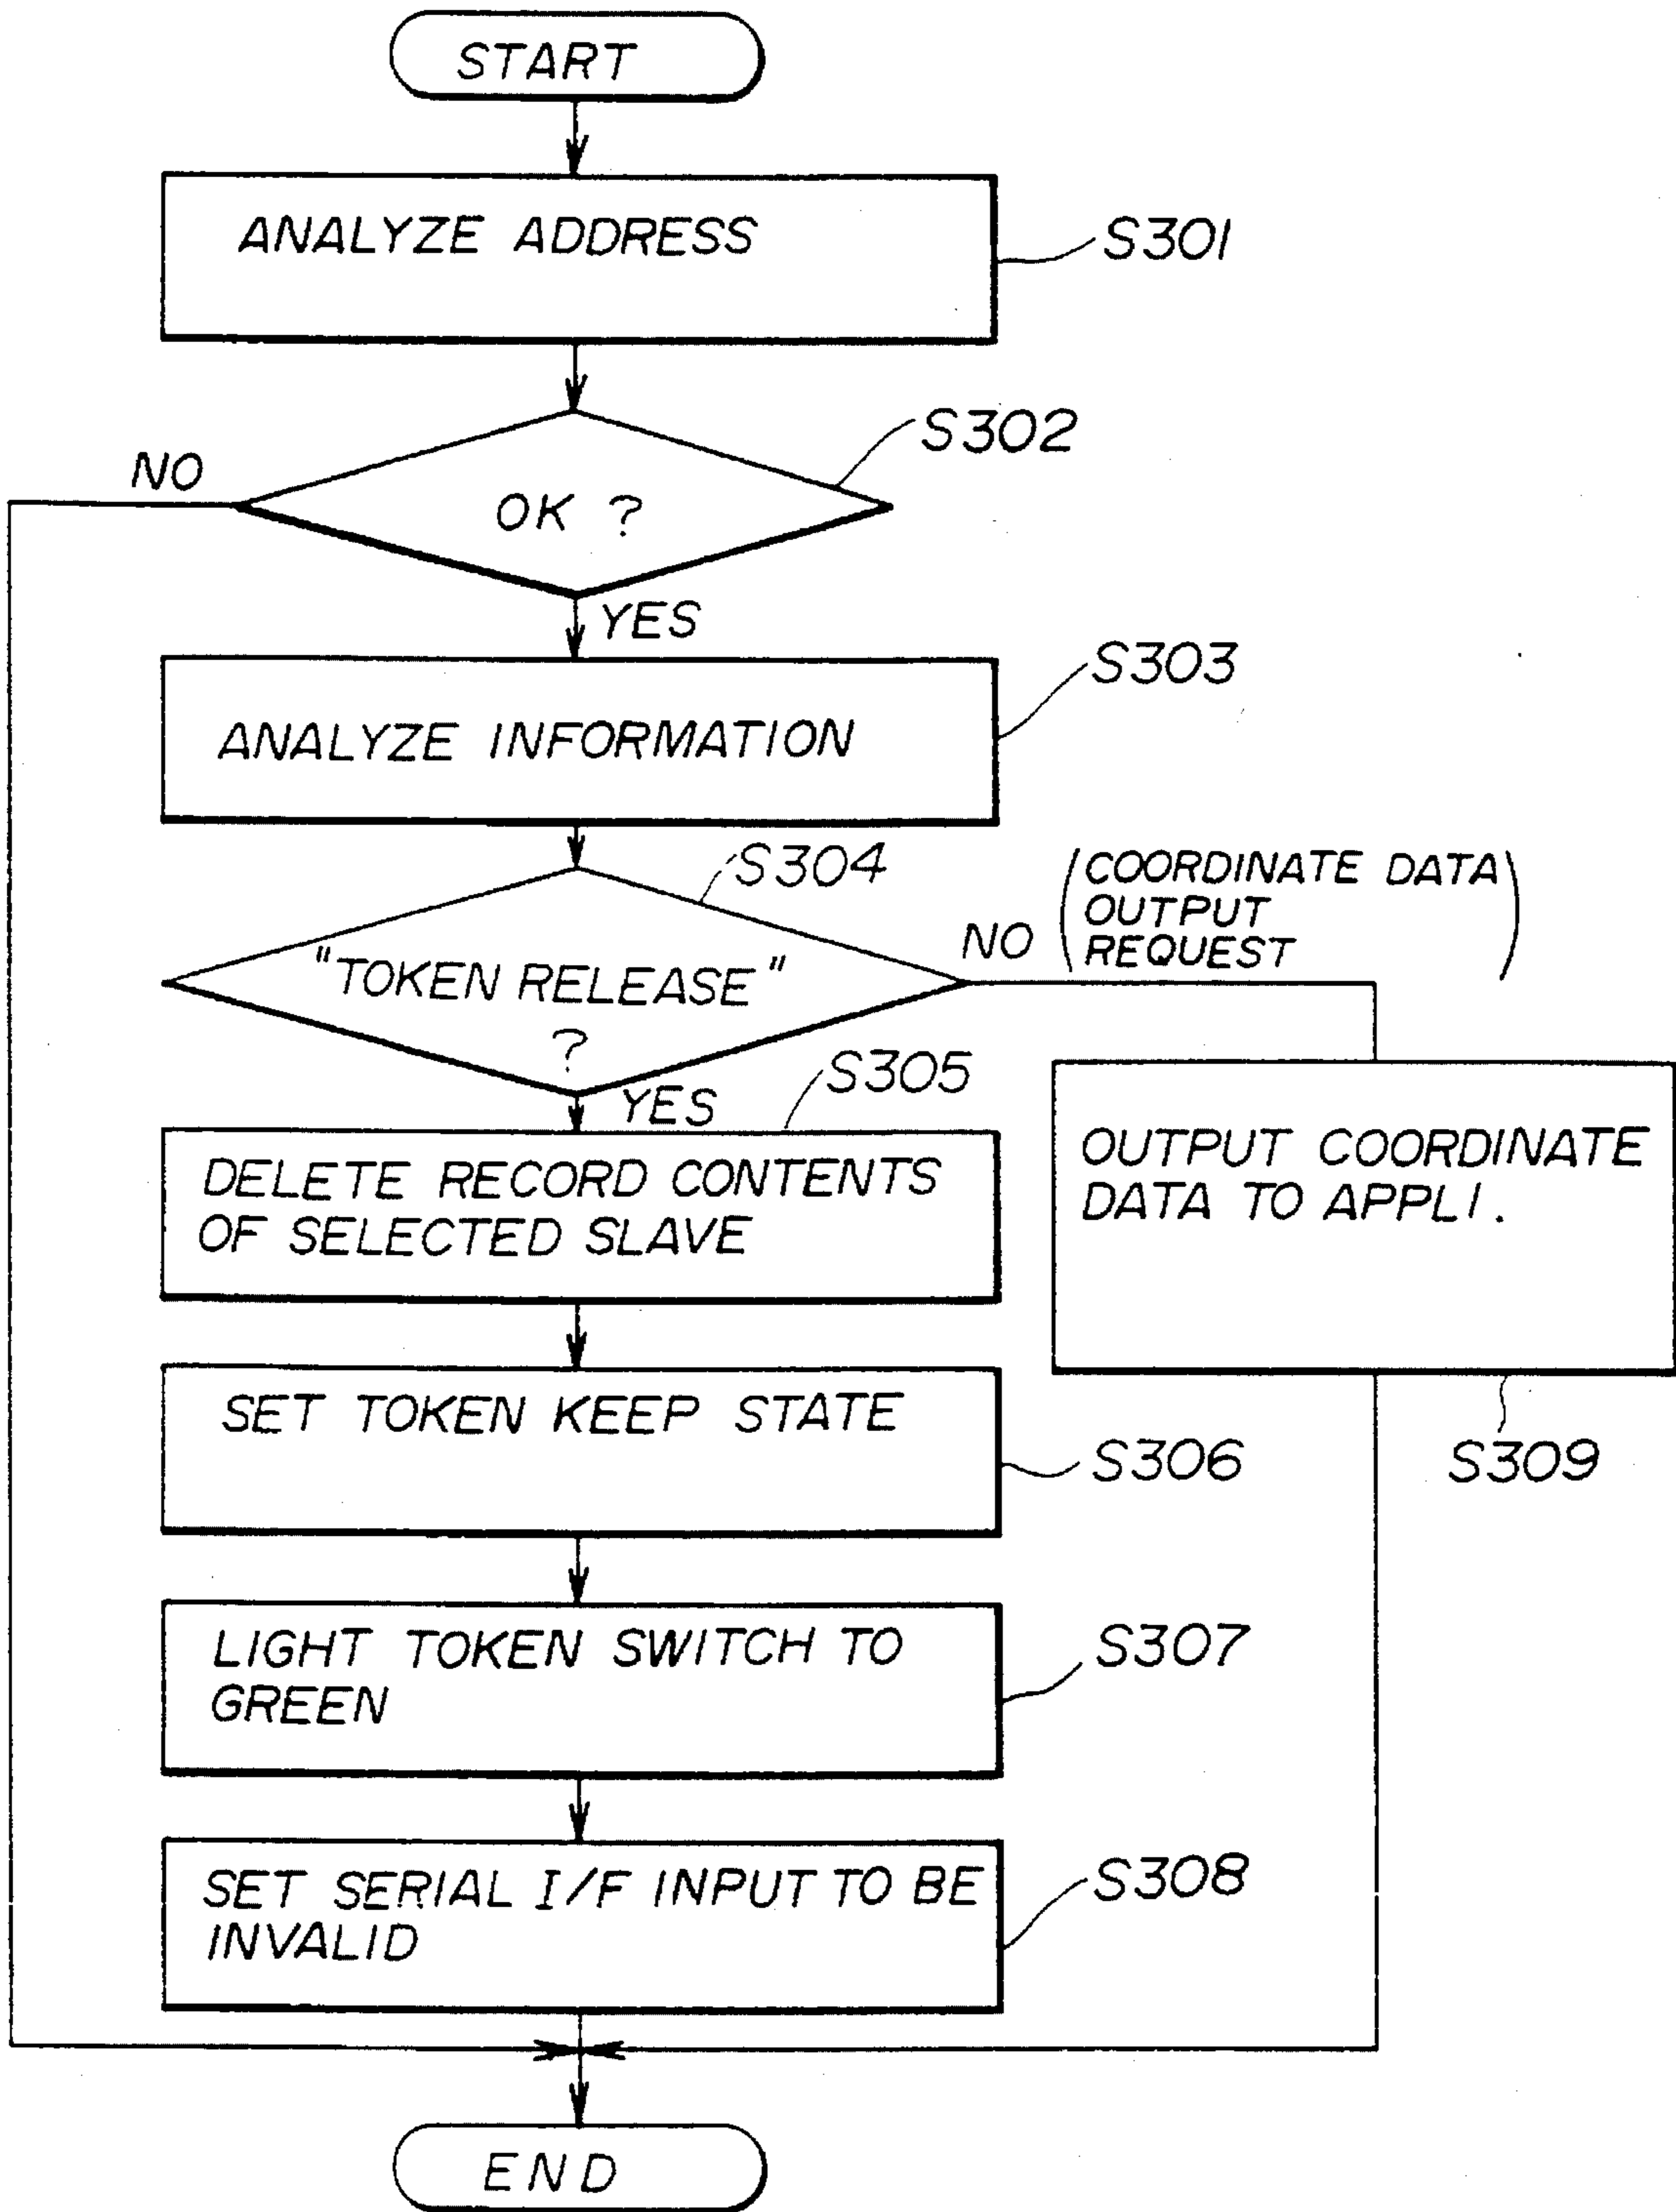 START
ANALYZE ADDRESS
S301
S302
NO
OK ?
YES
S303
ANALYZE INFORMATION
S304
(COORDINATE DATA
OUTPUT
REQUEST)
NO
"TOKEN RELEASE"
?
YES
S305
DELETE RECORD CONTENTS
OF SELECTED SLAVE
OUTPUT COORDINATE
DATA TO APPLI.
SET TOKEN KEEP STATE
S306
S309
LIGHT TOKEN SWITCH TO
GREEN
S307
SET SERIAL I/F INPUT TO BE
INVALID
S308
END